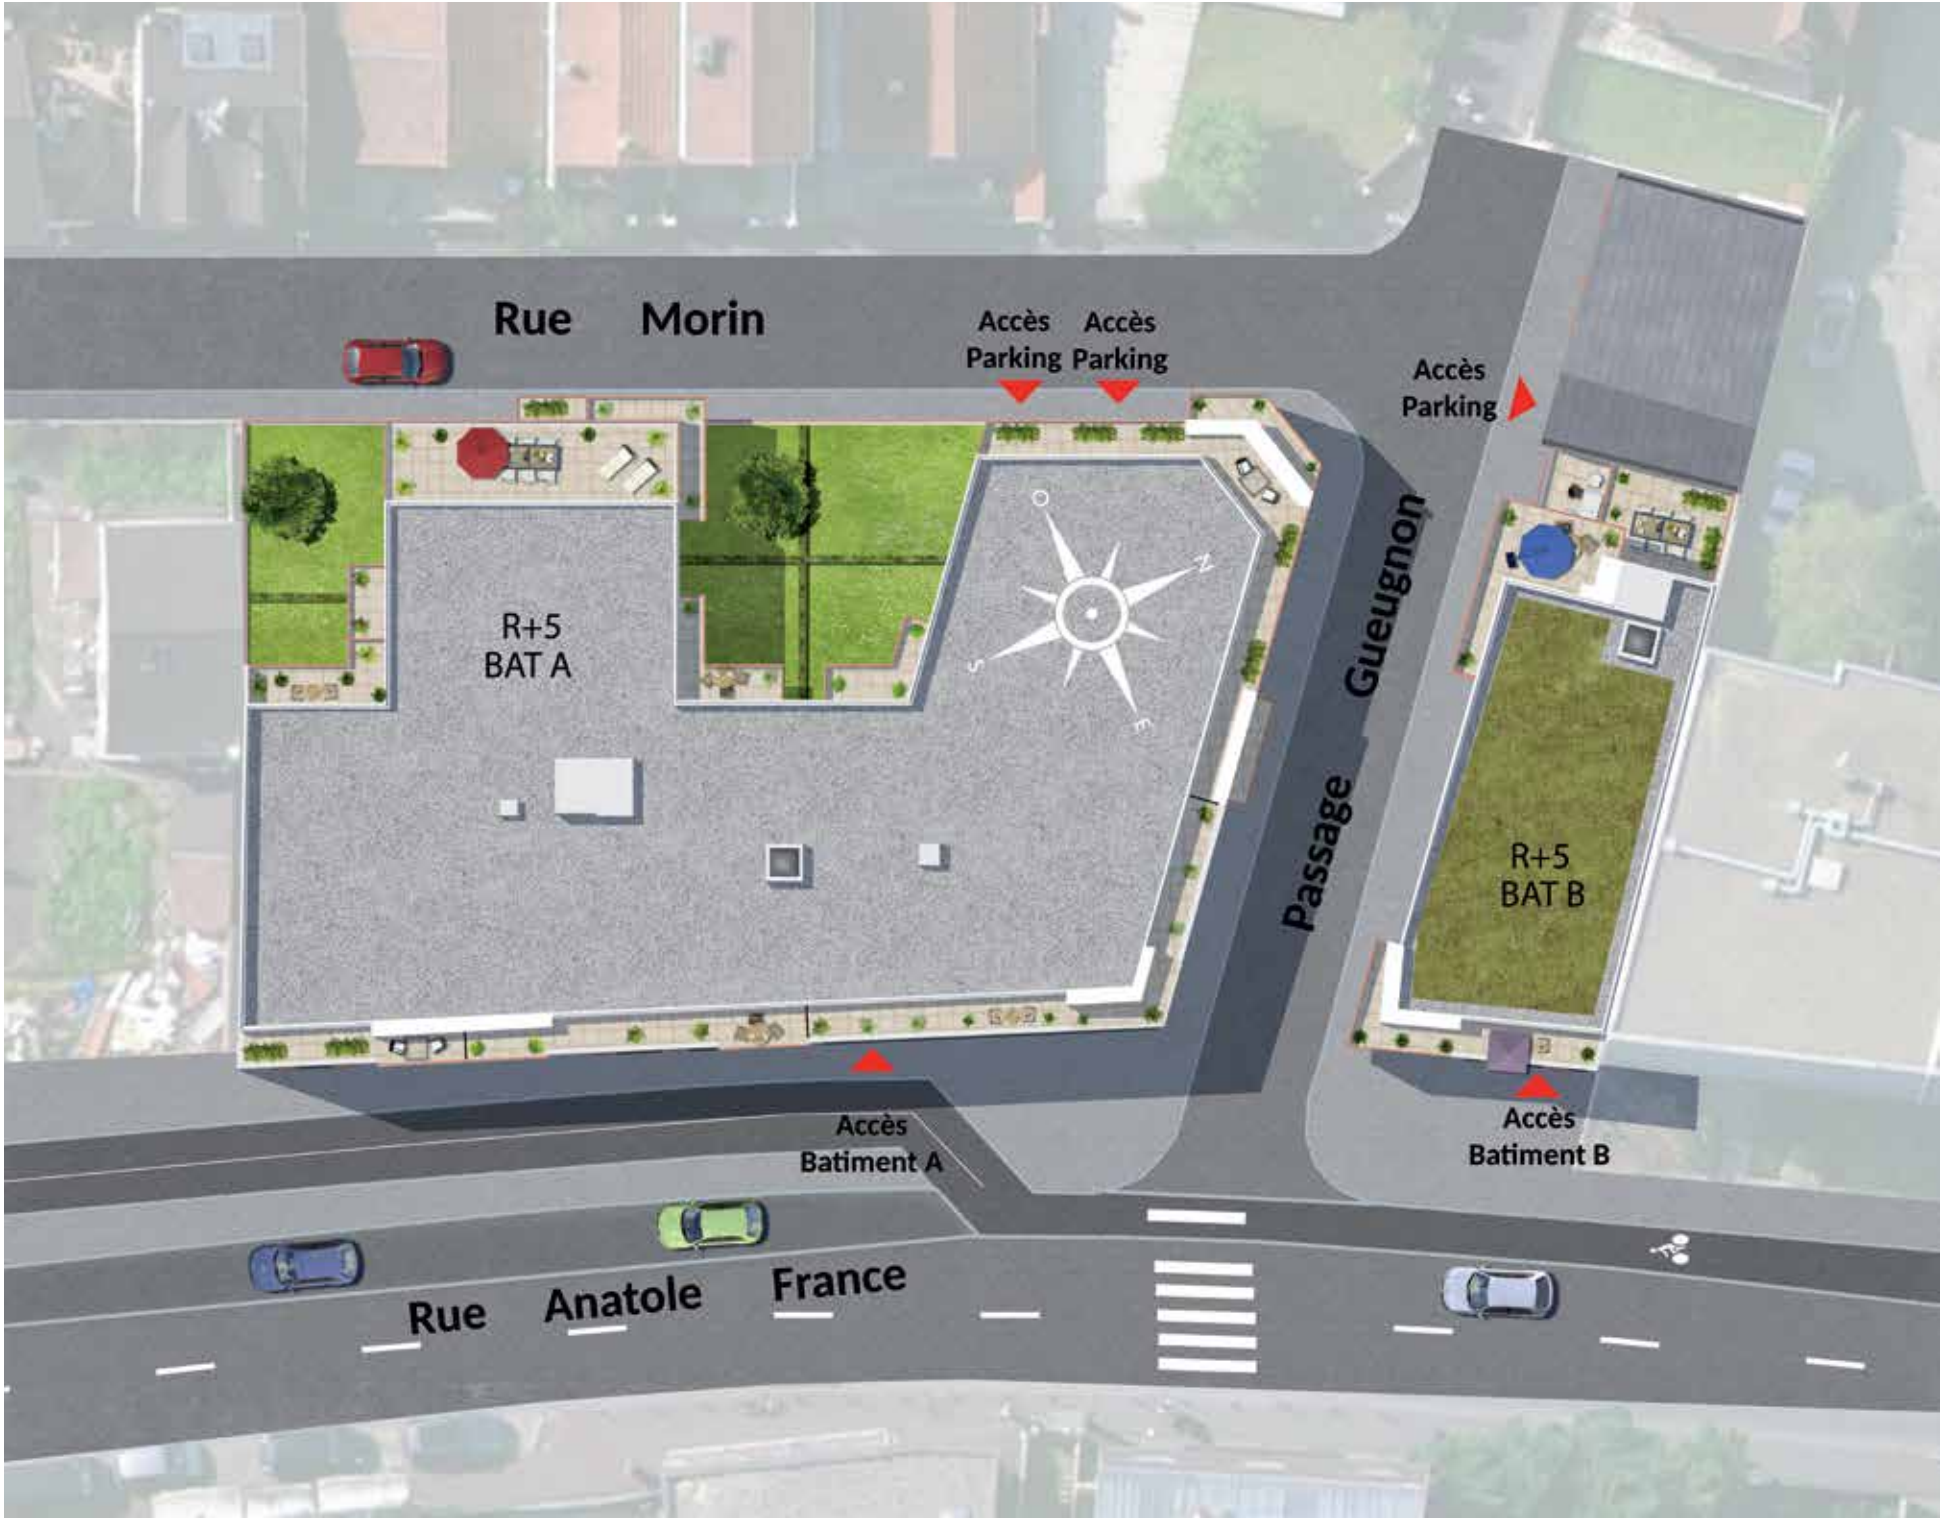 Rue Morin
Accès
Parking
Accès
Parking
Accès
Parking
O
N
S
E
R+5
BAT A
Passage Gueugnon
R+5
BAT B
Accès
Batiment A
Accès
Batiment B
Rue Anatole France